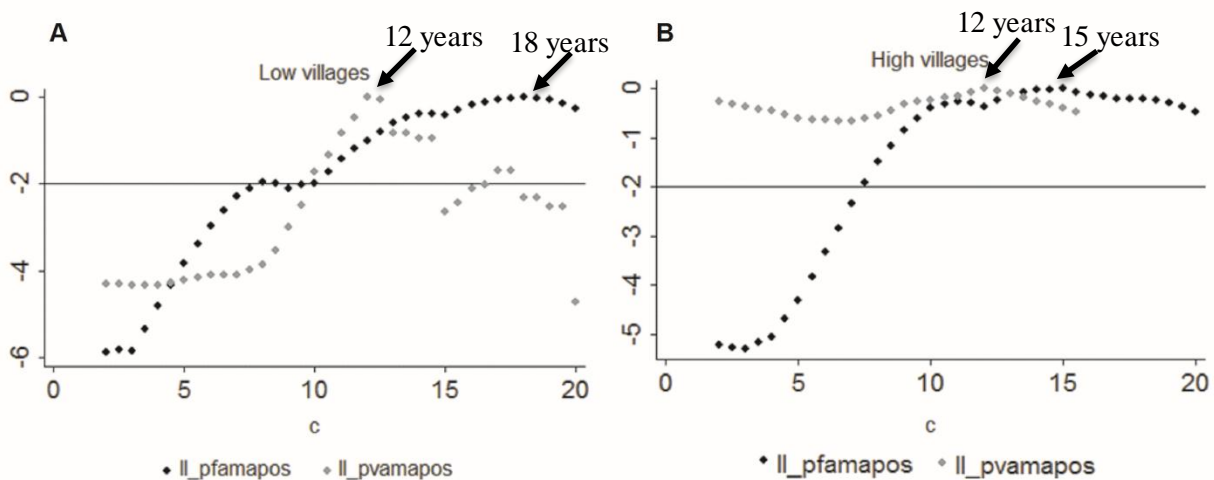 A
12 years
18 years
Low villages
0
-2
-4
-6
0
5
10
15
20
c
ll_pfamapos
ll_pvamapos
B
12 years
15 years
High villages
0
-1
-2
-3
-4
-5
0
5
10
15
20
c
ll_pfamapos
ll_pvamapos